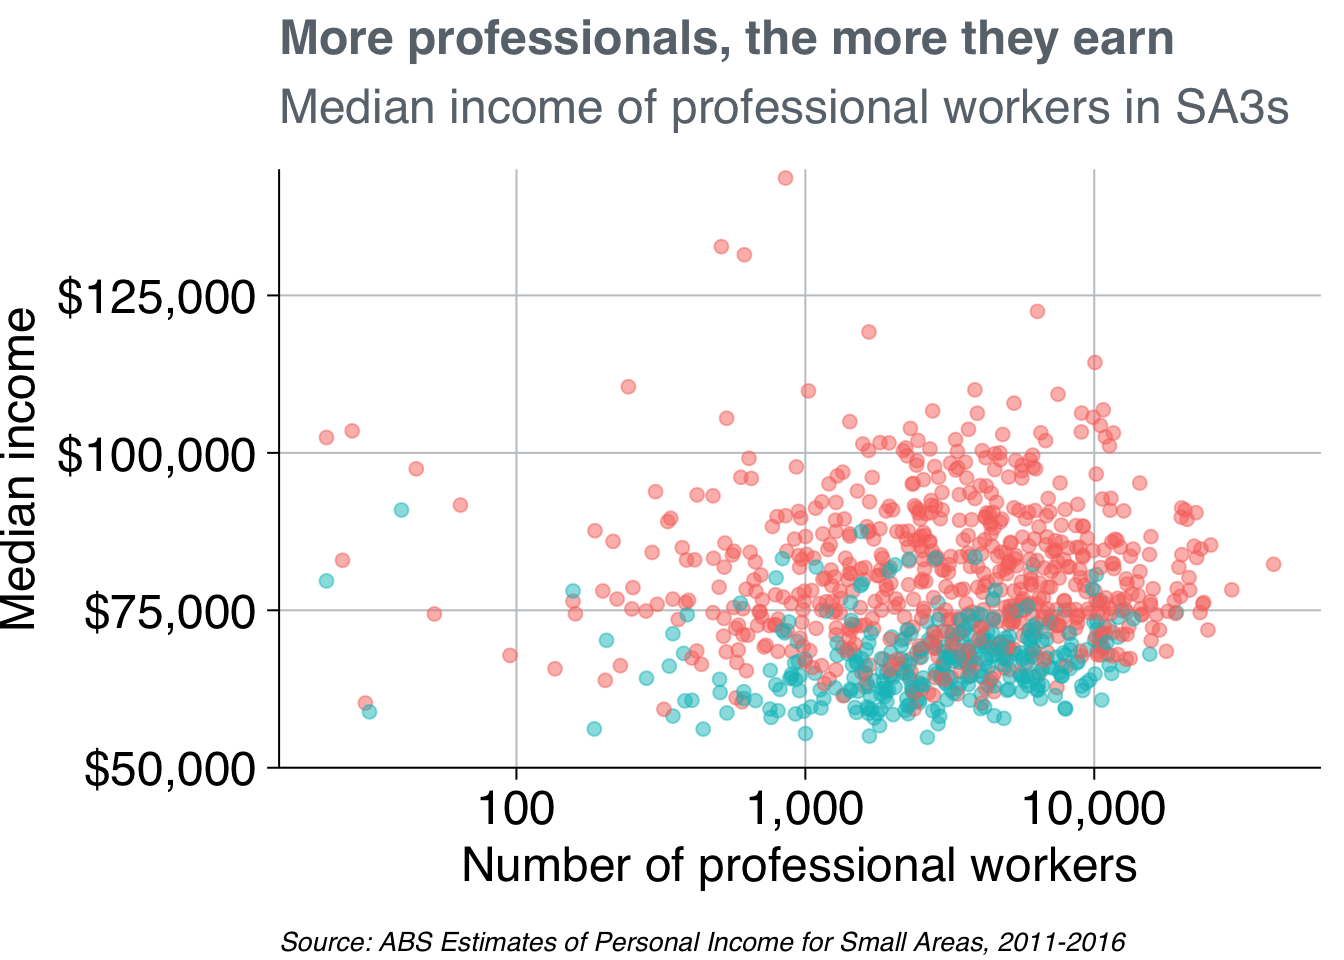 More professionals, the more they earn
Median income of professional workers in SA3s
Median income
$125,000
$100,000
$75,000
$50,000
100 1,000 10,000
Number of professional workers
Source: ABS Estimates of Personal Income for Small Areas, 2011-2016